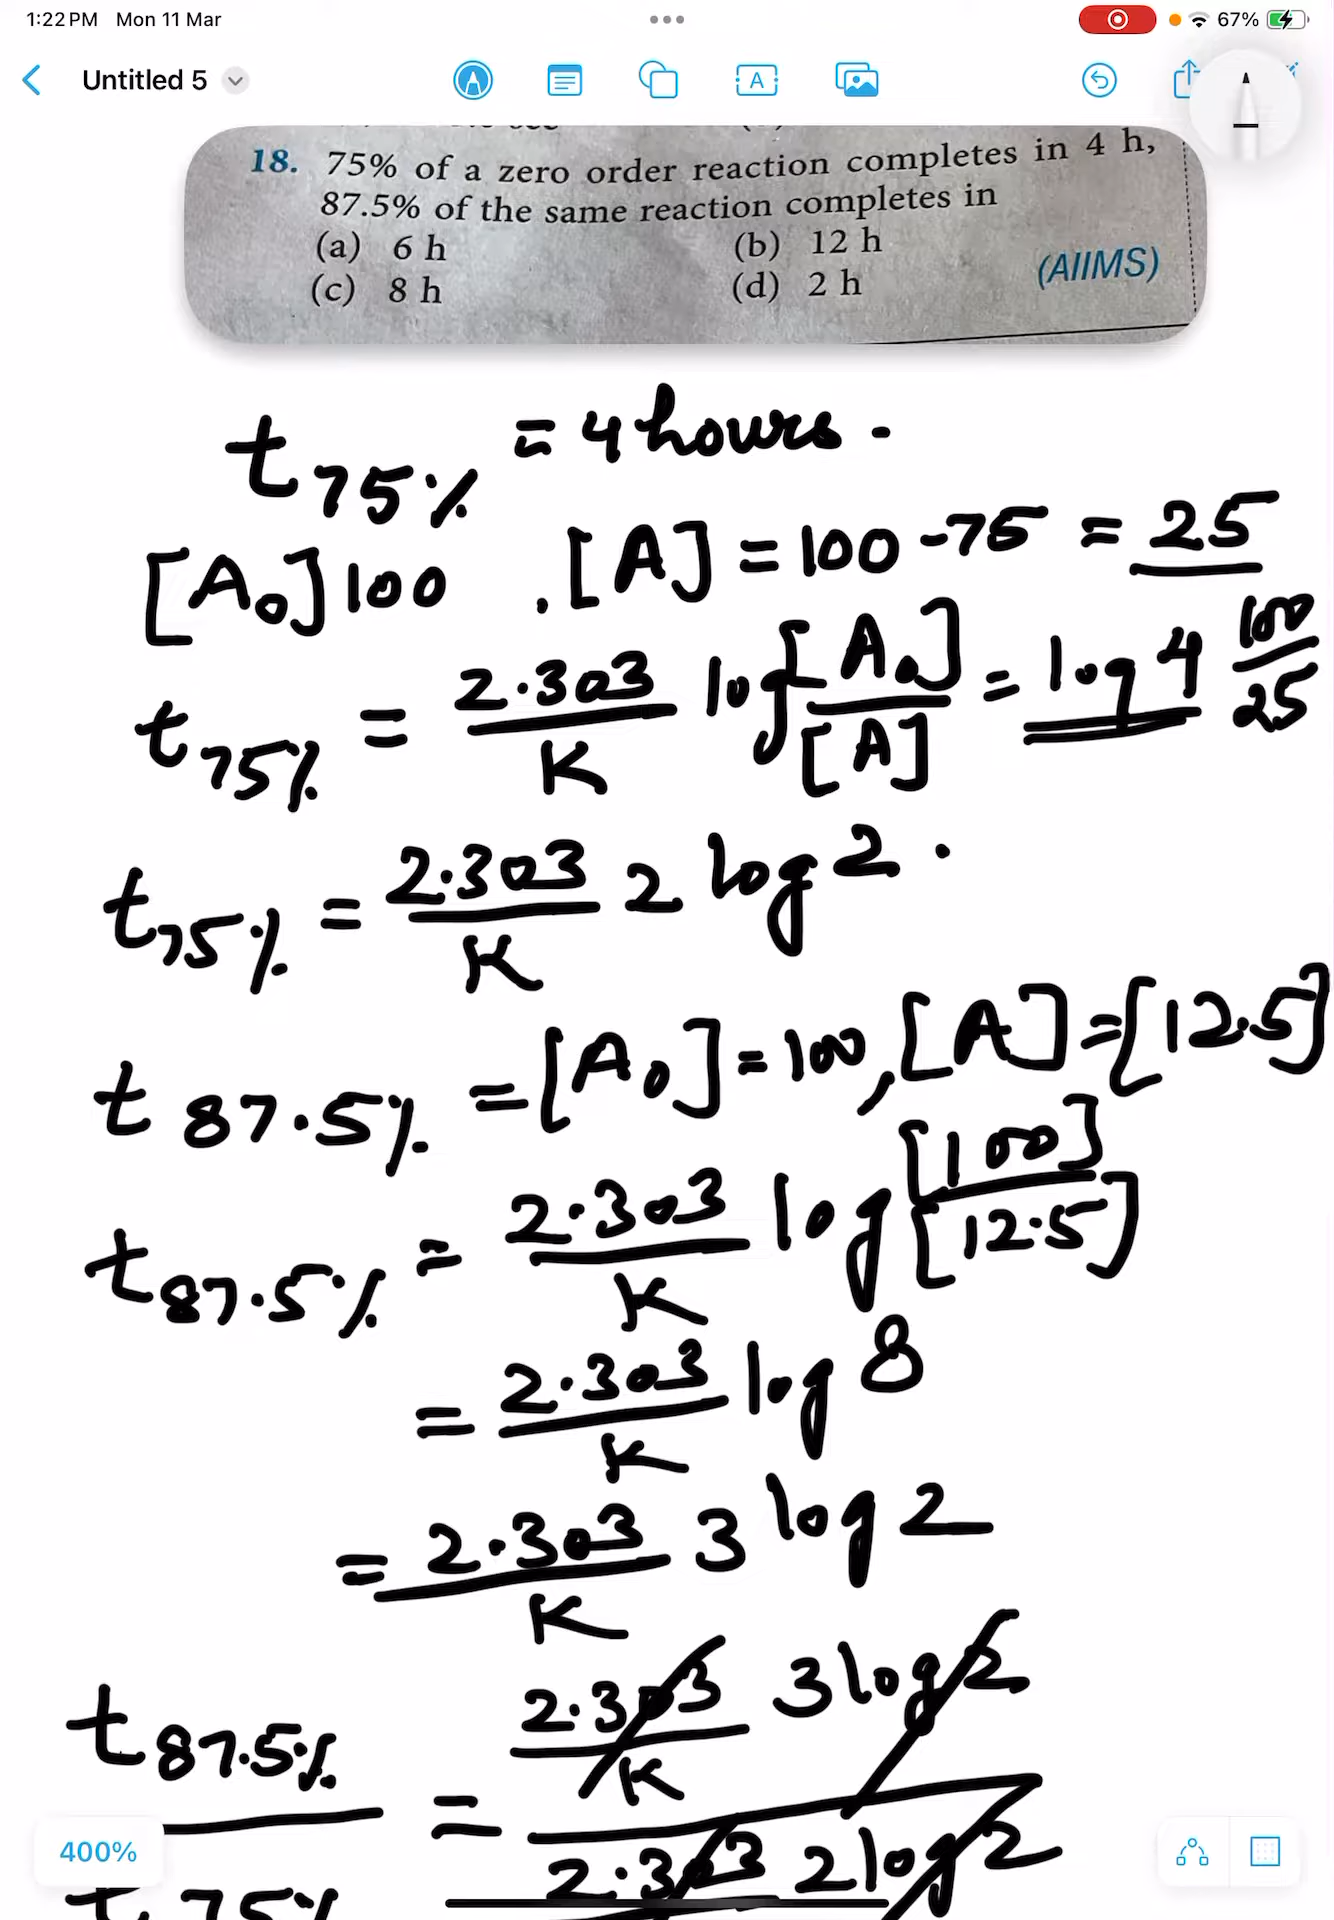 1:22 PM Mon 11 Mar 67%
Untitled 5
18. 75% of a zero order reaction completes in 4 h,
87.5% of the same reaction completes in
(a) 6 h (b) 12 h
(c) 8 h (d) 2 h (AIIMS)
t75% = 4 hours.
[A0] 100 , [A] = 100 - 75 = 25
t75% = 2.303/K log [A0]/[A] = log 4 100/25
t75% = 2.303/K 2 log 2.
t 87.5% = [A0] = 100, [A] = [12.5]
t87.5% = 2.303/K log [100]/[12.5]
= 2.303/K log 8
= 2.303/K 3 log 2
t87.5% = 2.303/K 3 log 2
t 75% 2.303 2 log 2
400%